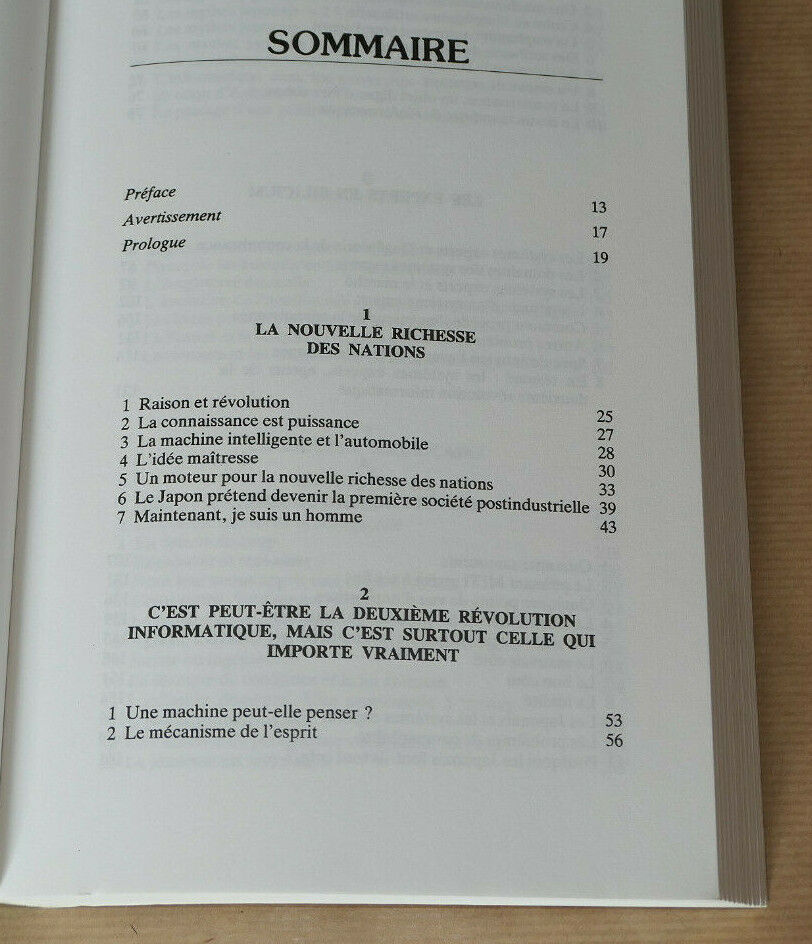 SOMMAIRE
Préface 13
Avertissement 17
Prologue 19
1
LA NOUVELLE RICHESSE
DES NATIONS
1 Raison et révolution 25
2 La connaissance est puissance 27
3 La machine intelligente et l'automobile 28
4 L'idée maîtresse 30
5 Un moteur pour la nouvelle richesse des nations 33
6 Le Japon prétend devenir la première société postindustrielle 39
7 Maintenant, je suis un homme 43
2
C'EST PEUT-ÊTRE LA DEUXIÈME RÉVOLUTION
INFORMATIQUE, MAIS C'EST SURTOUT CELLE QUI
IMPORTE VRAIMENT
1 Une machine peut-elle penser ? 53
2 Le mécanisme de l'esprit 56